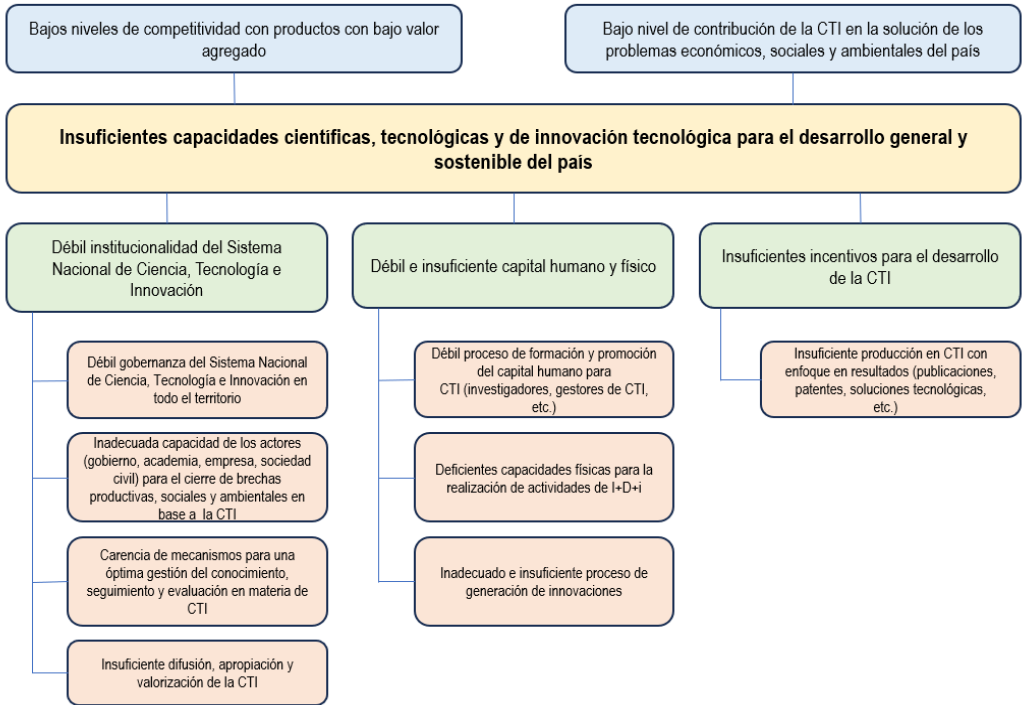 Bajos niveles de competitividad con productos con bajo valor
agregado
Bajo nivel de contribución de la CTI en la solución de los
problemas económicos, sociales y ambientales del país
Insuficientes capacidades científicas, tecnológicas y de innovación tecnológica para el desarrollo general y
sostenible del país
Débil institucionalidad del Sistema
Nacional de Ciencia, Tecnología e
Innovación
Débil gobernanza del Sistema Nacional
de Ciencia, Tecnología e Innovación en
todo el territorio
Inadecuada capacidad de los actores
(gobierno, academia, empresa, sociedad
civil) para el cierre de brechas
productivas, sociales y ambientales en
base a la CTI
Carencia de mecanismos para una
óptima gestión del conocimiento,
seguimiento y evaluación en materia de
CTI
Insuficiente difusión, apropiación y
valorización de la CTI
Débil e insuficiente capital humano y físico
Débil proceso de formación y promoción
del capital humano para
CTI (investigadores, gestores de CTI,
etc.)
Deficientes capacidades físicas para la
realización de actividades de I+D+i
Inadecuado e insuficiente proceso de
generación de innovaciones
Insuficientes incentivos para el desarrollo
de la CTI
Insuficiente producción en CTI con
enfoque en resultados (publicaciones,
patentes, soluciones tecnológicas,
etc.)